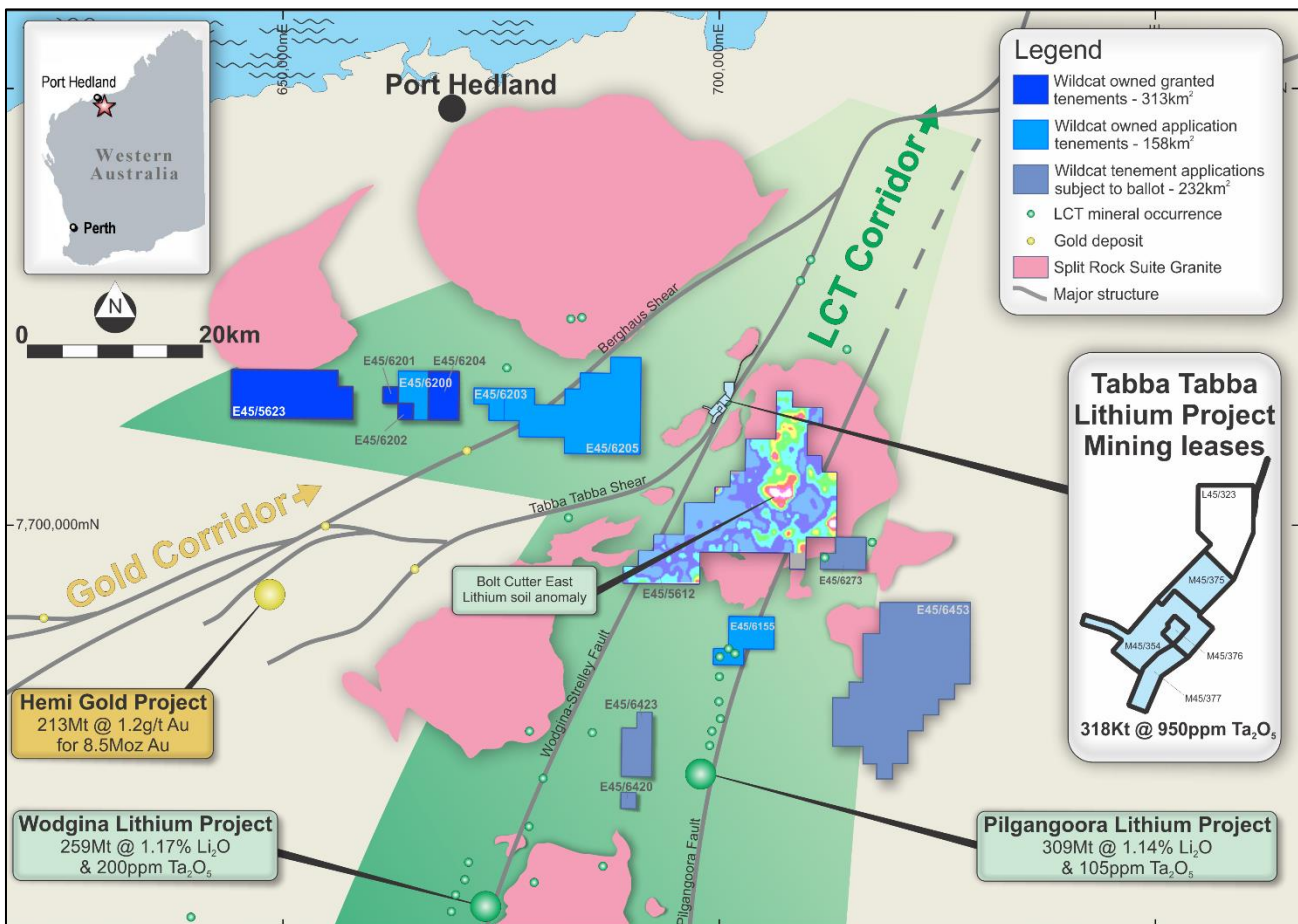 Port Hedland
Western
Australia
Perth
N
0
20km
650,000mE
700,000mE
7,700,000mN
Port Hedland
Legend
Wildcat owned granted
tenements - 313km²
Wildcat owned application
tenements - 158km²
Wildcat tenement applications
subject to ballot - 232km²
LCT mineral occurrence
Gold deposit
Split Rock Suite Granite
Major structure
LCT Corridor
Berghaus Shear
E45/6201
E45/6204
E45/6200
E45/6203
E45/5623
E45/6202
E45/6205
Tabba Tabba Shear
Gold Corridor
Tabba Tabba
Lithium Project
Mining leases
L45/323
M45/375
M45/354
M45/376
M45/377
318Kt @ 950ppm Ta₂O₅
Bolt Cutter East
Lithium soil anomaly
E45/5612
E45/6273
E45/6453
E45/6155
E45/6423
E45/6420
Wodgina-Strelley Fault
Pilgangoora Fault
Hemi Gold Project
213Mt @ 1.2g/t Au
for 8.5Moz Au
Wodgina Lithium Project
259Mt @ 1.17% Li₂O
& 200ppm Ta₂O₅
Pilgangoora Lithium Project
309Mt @ 1.14% Li₂O
& 105ppm Ta₂O₅